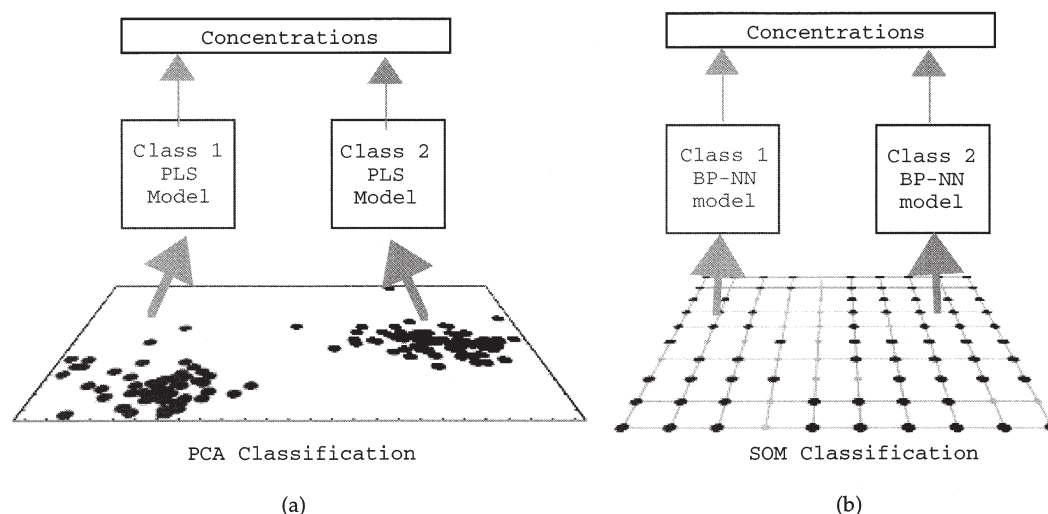 Concentrations
Class 1
PLS
Model
Class 2
PLS
Model
PCA Classification
(a)
Concentrations
Class 1
BP-NN
model
Class 2
BP-NN
model
SOM Classification
(b)